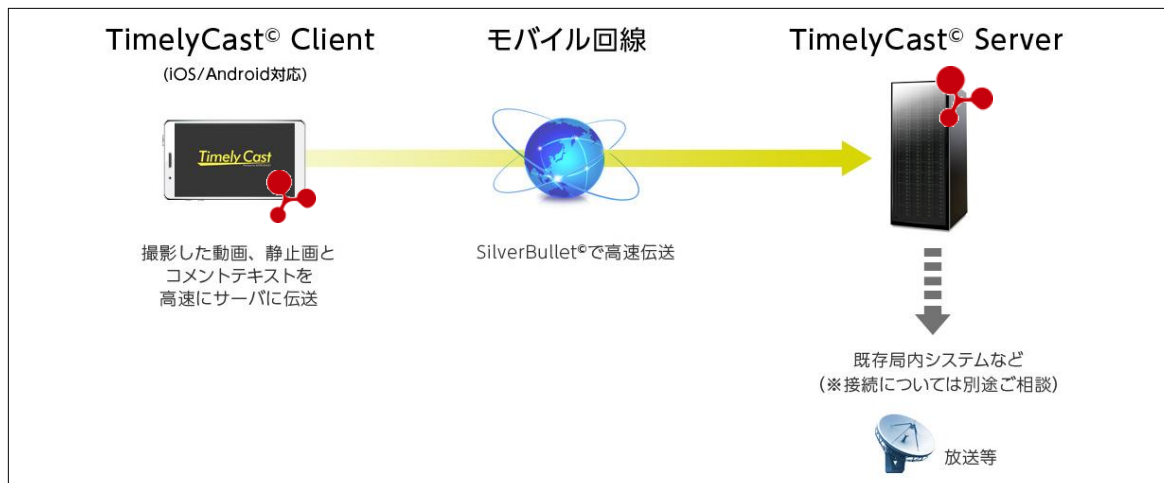 TimelyCast© Client
(iOS/Android対応)
モバイル回線
TimelyCast© Server
Timely Cast
撮影した動画、静止画と
コメントテキストを
高速にサーバに伝送
SilverBullet©で高速伝送
既存局内システムなど
(※接続については別途ご相談)
放送等